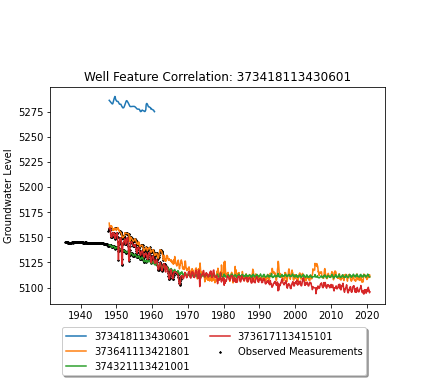 Well Feature Correlation: 373418113430601
5275
5250
5225
5200
5175
5150
5125
5100
Groundwater Level
1940 1950 1960 1970 1980 1990 2000 2010 2020
373418113430601 373617113415101
373641113421801 Observed Measurements
374321113421001